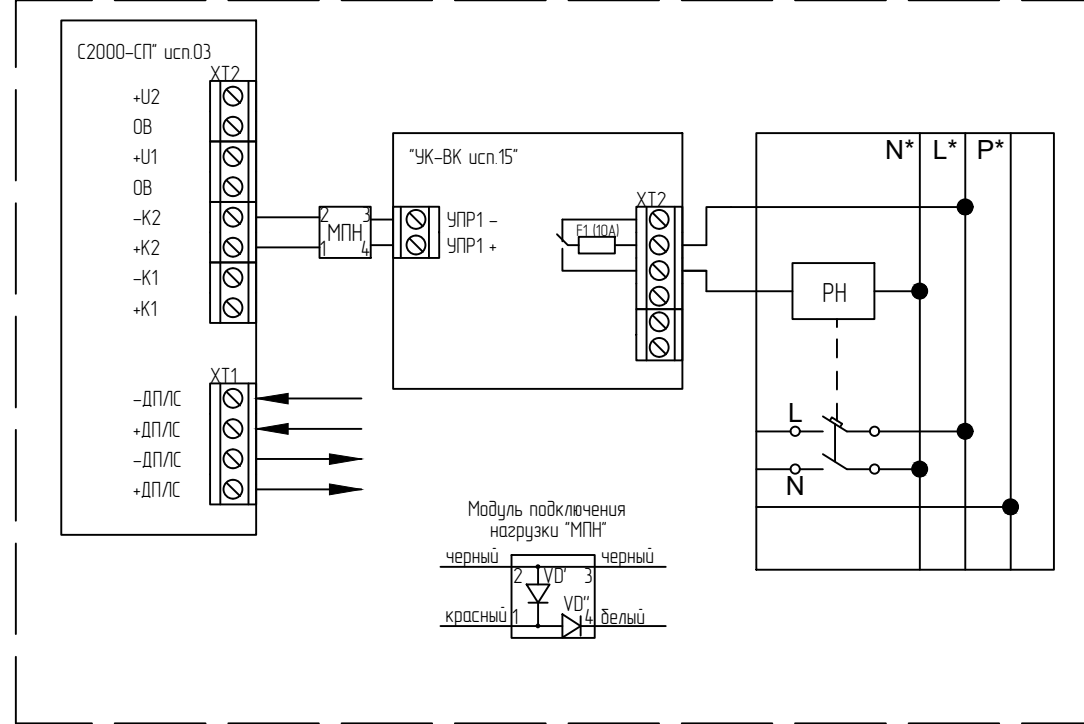 С2000-СП" исп.03
XT2
+U2
0В
+U1
0В
-К2
+К2
-К1
+К1
XT1
-ДПЛС
+ДПЛС
-ДПЛС
+ДПЛС
2 3
МПН
1 4
"УК-ВК исп.15"
УПР1 -
УПР1 +
XT2
F1 (10А)
N* L* P*
РН
L
N
Модуль подключения
нагрузки "МПН"
черный 2 VD' 3 черный
красный 1 VD" 4 белый